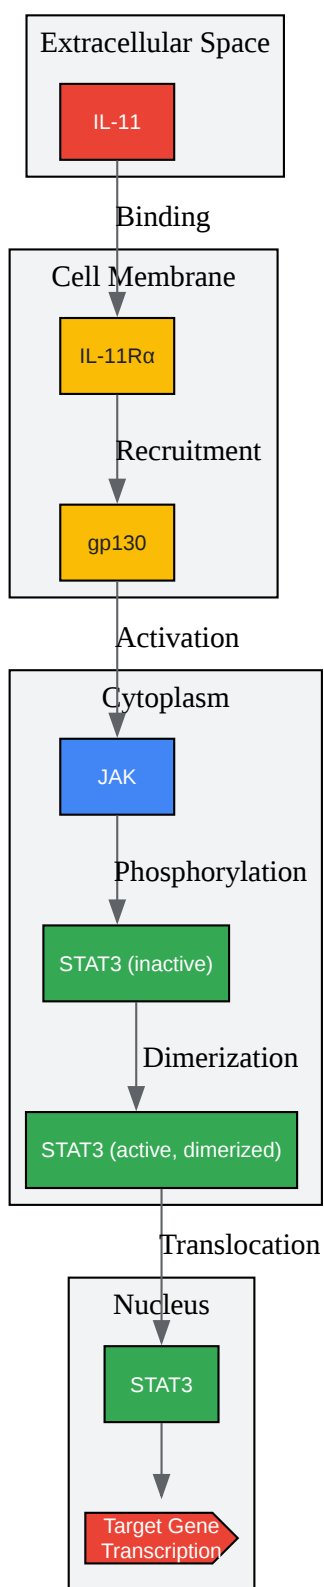 Extracellular Space
IL-11
Binding
Cell Membrane
IL-11Rα
Recruitment
gp130
Activation
Cytoplasm
JAK
Phosphorylation
STAT3 (inactive)
Dimerization
STAT3 (active, dimerized)
Translocation
Nucleus
STAT3
Target Gene
Transcription